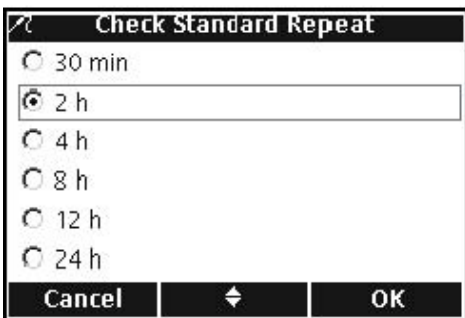 Check Standard Repeat
30 min
2 h
4 h
8 h
12 h
24 h
Cancel OK